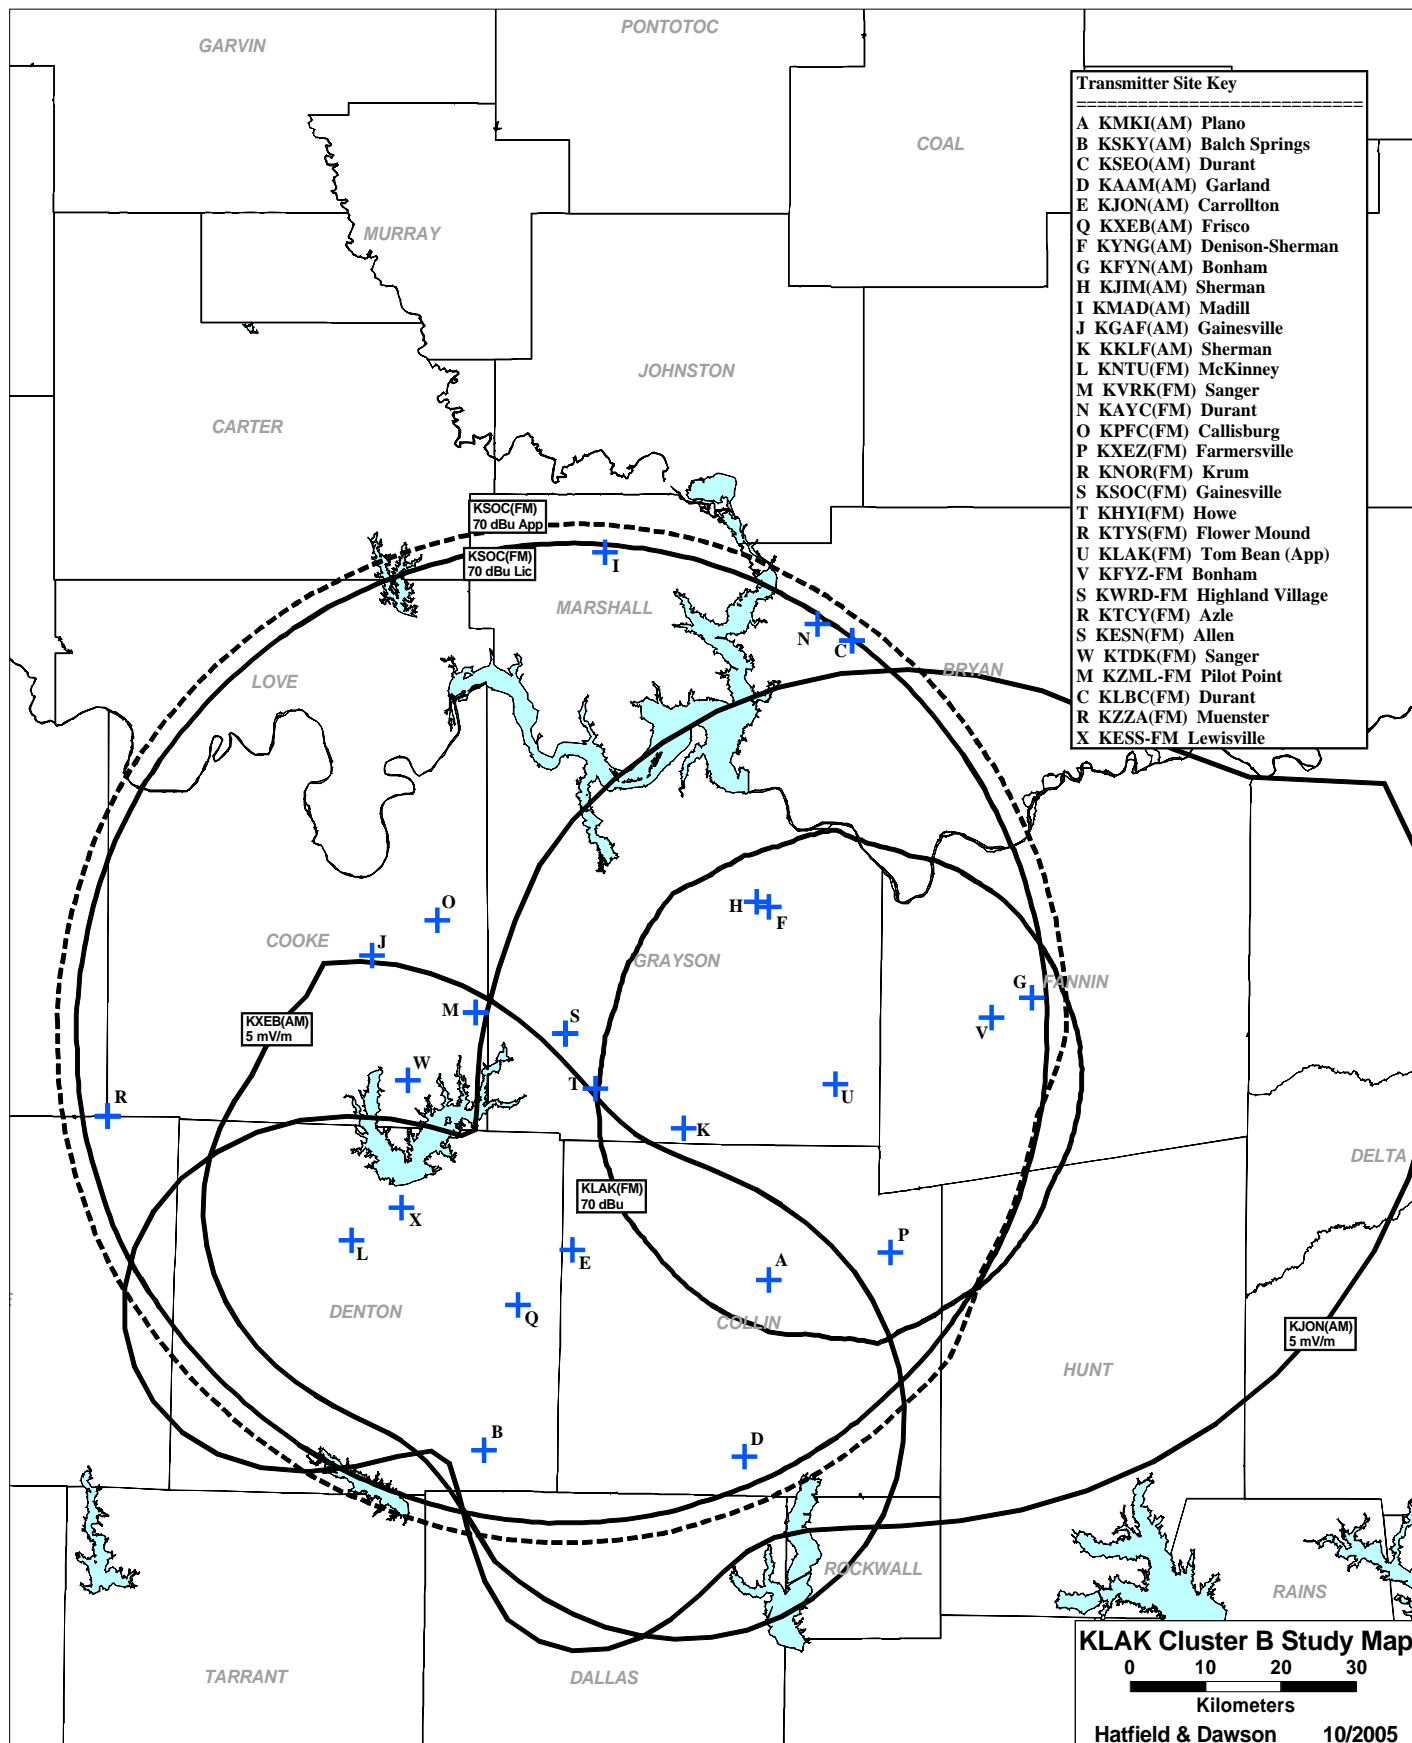 PONTOTOC
GARVIN
Transmitter Site Key
============================
A KMKI(AM) Plano
B KSKY(AM) Balch Springs
C KSEO(AM) Durant
D KAAM(AM) Garland
E KJON(AM) Carrollton
Q KXEB(AM) Frisco
F KYNG(AM) Denison-Sherman
G KFYN(AM) Bonham
H KJIM(AM) Sherman
I KMAD(AM) Madill
J KGAF(AM) Gainesville
K KKLF(AM) Sherman
L KNTU(FM) McKinney
M KVRK(FM) Sanger
N KAYC(FM) Durant
O KPFC(FM) Callisburg
P KXEZ(FM) Farmersville
R KNOR(FM) Krum
S KSOC(FM) Gainesville
T KHYI(FM) Howe
R KTYS(FM) Flower Mound
U KLAK(FM) Tom Bean (App)
V KFYZ-FM Bonham
S KWRD-FM Highland Village
R KTCY(FM) Azle
S KESN(FM) Allen
W KTDK(FM) Sanger
M KZML-FM Pilot Point
C KLBC(FM) Durant
R KZZA(FM) Muenster
X KESS-FM Lewisville
COAL
MURRAY
JOHNSTON
CARTER
KSOC(FM)
70 dBu App
KSOC(FM)
70 dBu Lic
I
MARSHALL
N
C
BRYAN
LOVE
H
F
O
COOKE
J
GRAYSON
G
FANNIN
M
S
V
KXEB(AM)
5 mV/m
W
T
U
R
K
DELTA
KLAK(FM)
70 dBu
X
L
E
P
A
E
DENTON
Q
COLLIN
KJON(AM)
5 mV/m
HUNT
B
D
ROCKWALL
RAINS
TARRANT
DALLAS
KLAK Cluster B Study Map
0 10 20 30
Kilometers
Hatfield & Dawson 10/2005